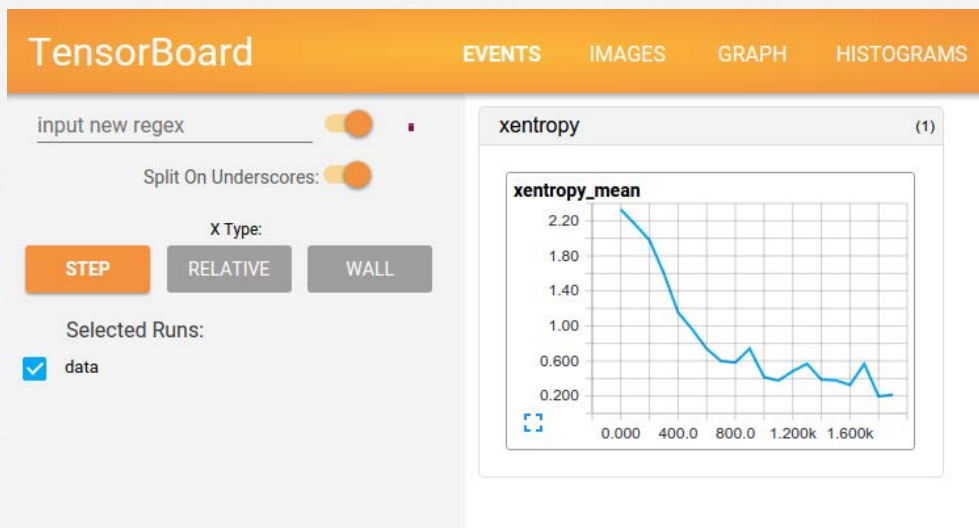 TensorBoard
EVENTS IMAGES GRAPH HISTOGRAMS
input new regex
Split On Underscores:
X Type:
STEP RELATIVE WALL
Selected Runs:
data
xentropy (1)
xentropy_mean
2.20
1.80
1.40
1.00
0.600
0.200
0.000 400.0 800.0 1.200k 1.600k